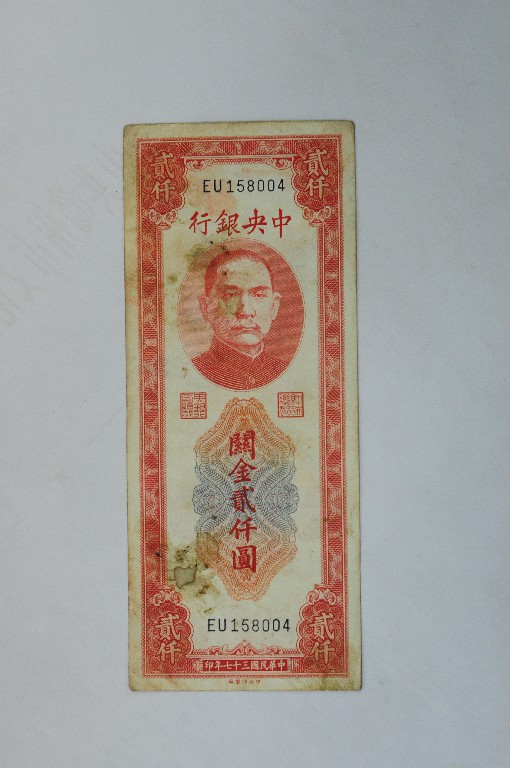 貳仟 貳仟
EU158004
中央銀行
關金貳仟圓
EU158004
貳仟 貳仟
中華民國三十七年印